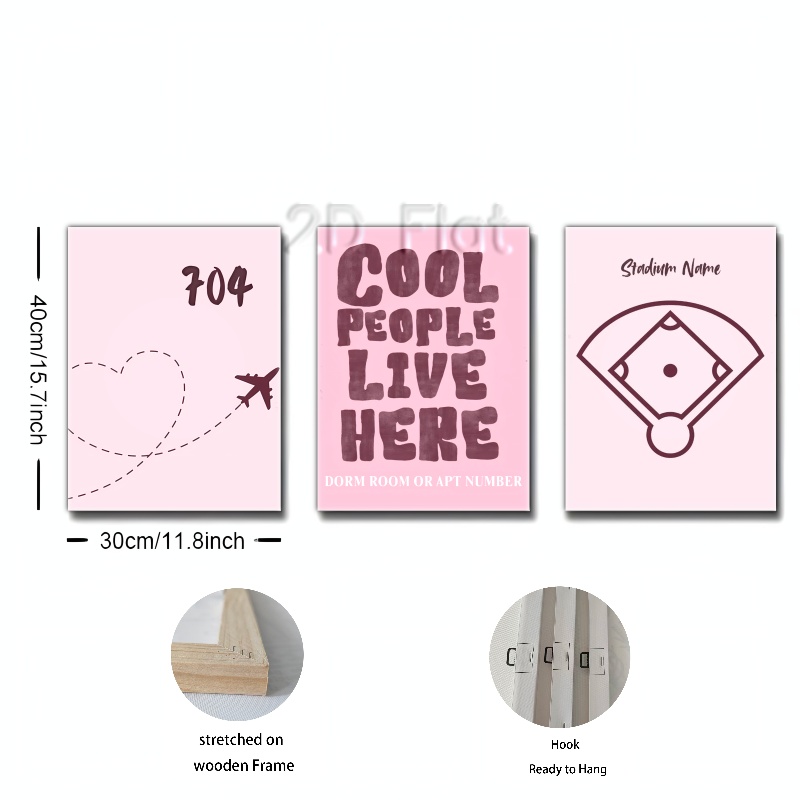 2D Flat
704
COOL
PEOPLE
LIVE
HERE
DORM ROOM OR APT NUMBER
Stadium Name
40cm/15.7inch
30cm/11.8inch
stretched on
wooden Frame
Hook
Ready to Hang